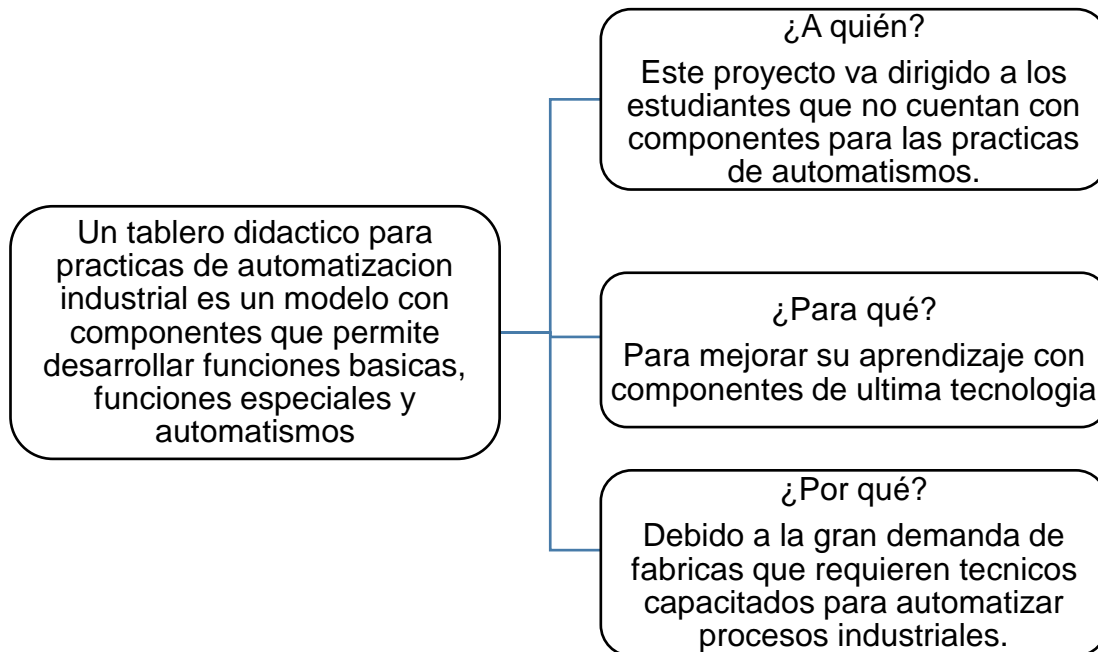 Un tablero didactico para
practicas de automatizacion
industrial es un modelo con
componentes que permite
desarrollar funciones basicas,
funciones especiales y
automatismos
¿A quién?
Este proyecto va dirigido a los
estudiantes que no cuentan con
componentes para las practicas
de automatismos.
¿Para qué?
Para mejorar su aprendizaje con
componentes de ultima tecnologia
¿Por qué?
Debido a la gran demanda de
fabricas que requieren tecnicos
capacitados para automatizar
procesos industriales.